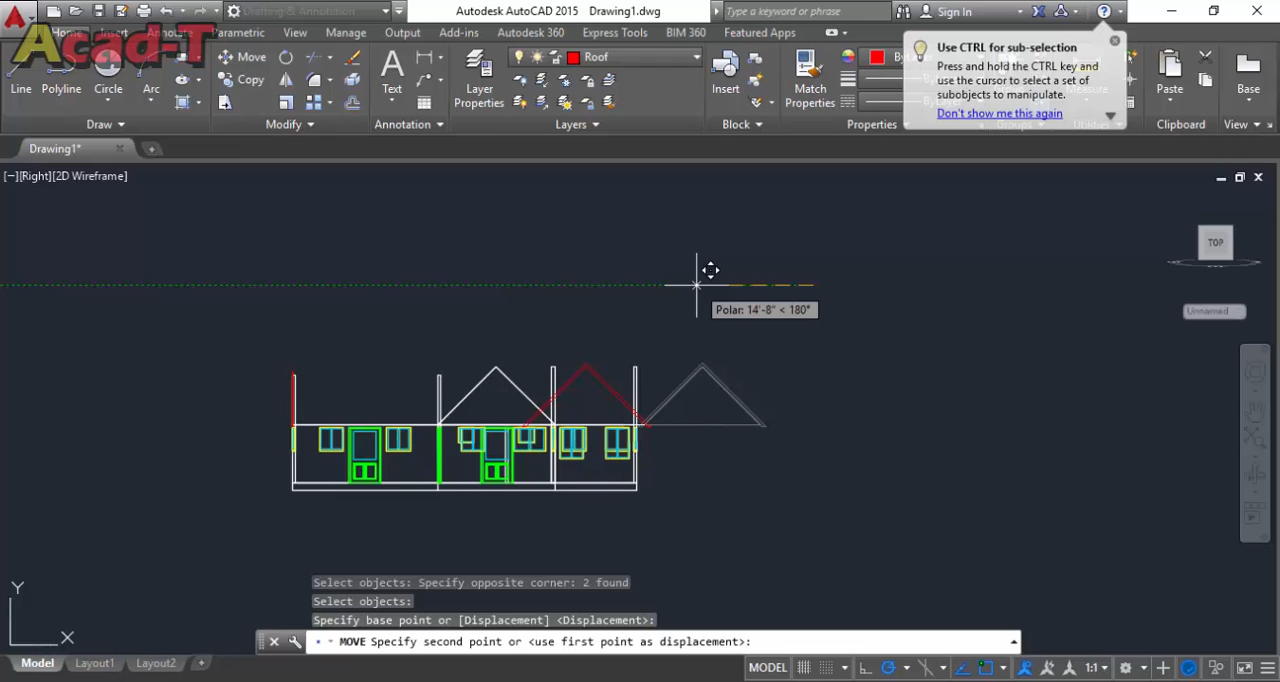 Autodesk AutoCAD 2015 Drawing1.dwg
Drafting & Annotation
Type a keyword or phrase
Sign In
Acad-T
Home
Insert
Annotate
Parametric
View
Manage
Output
Add-ins
Autodesk 360
Express Tools
BIM 360
Featured Apps
Use CTRL for sub-selection
Press and hold the CTRL key and
use the cursor to select a set of
subobjects to manipulate.
Don't show me this again
Line
Polyline
Circle
Arc
Move
Copy
Text
Layer
Properties
Roof
Insert
Match
Properties
Measure
Paste
Base
Draw
Modify
Annotation
Layers
Block
Properties
Groups
Utilities
Clipboard
View
Drawing1*
[−][Right][2D Wireframe]
TOP
Polar: 14'-8" < 180°
Unnamed
Y
X
Select objects: Specify opposite corner: 2 found
Select objects:
Specify base point or [Displacement] <Displacement>:
MOVE Specify second point or <use first point as displacement>:
Model
Layout1
Layout2
MODEL
1:1